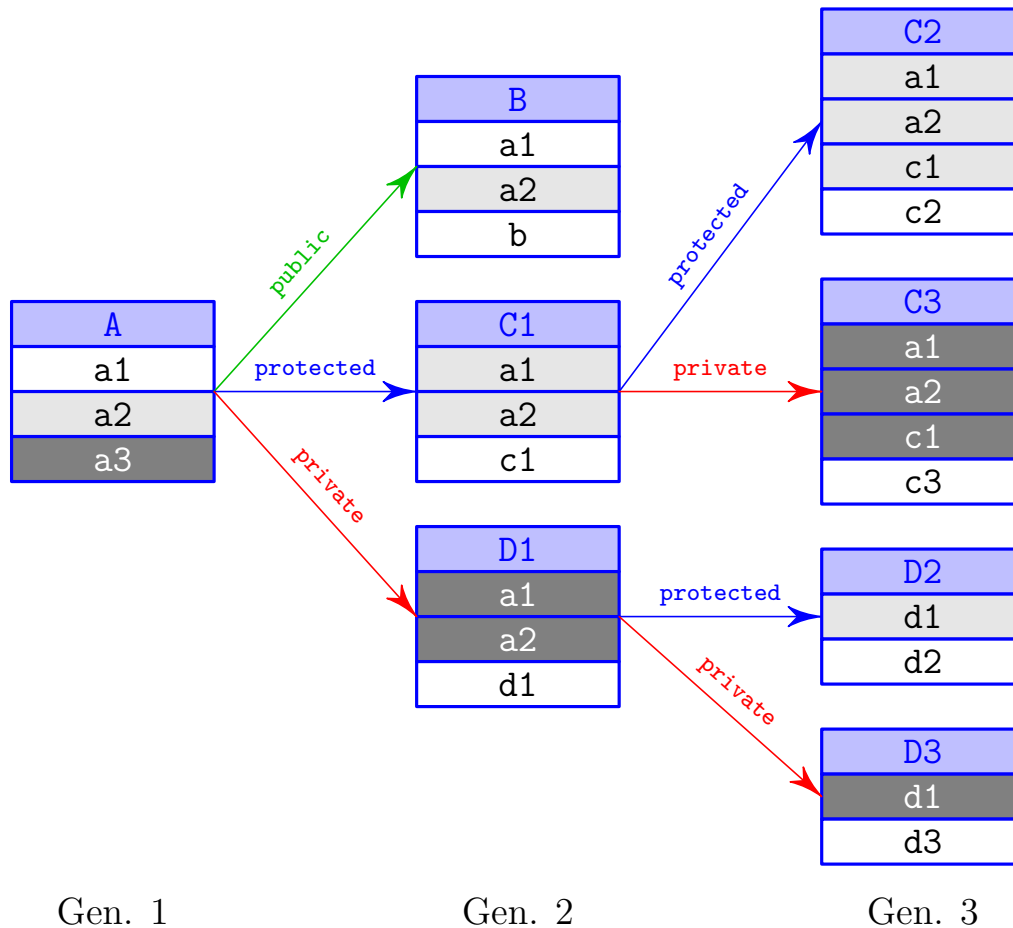 A
a1
a2
a3
public
protected
private
B
a1
a2
b
C1
a1
a2
c1
D1
a1
a2
d1
protected
private
protected
private
C2
a1
a2
c1
c2
C3
a1
a2
c1
c3
D2
d1
d2
D3
d1
d3
Gen. 1
Gen. 2
Gen. 3